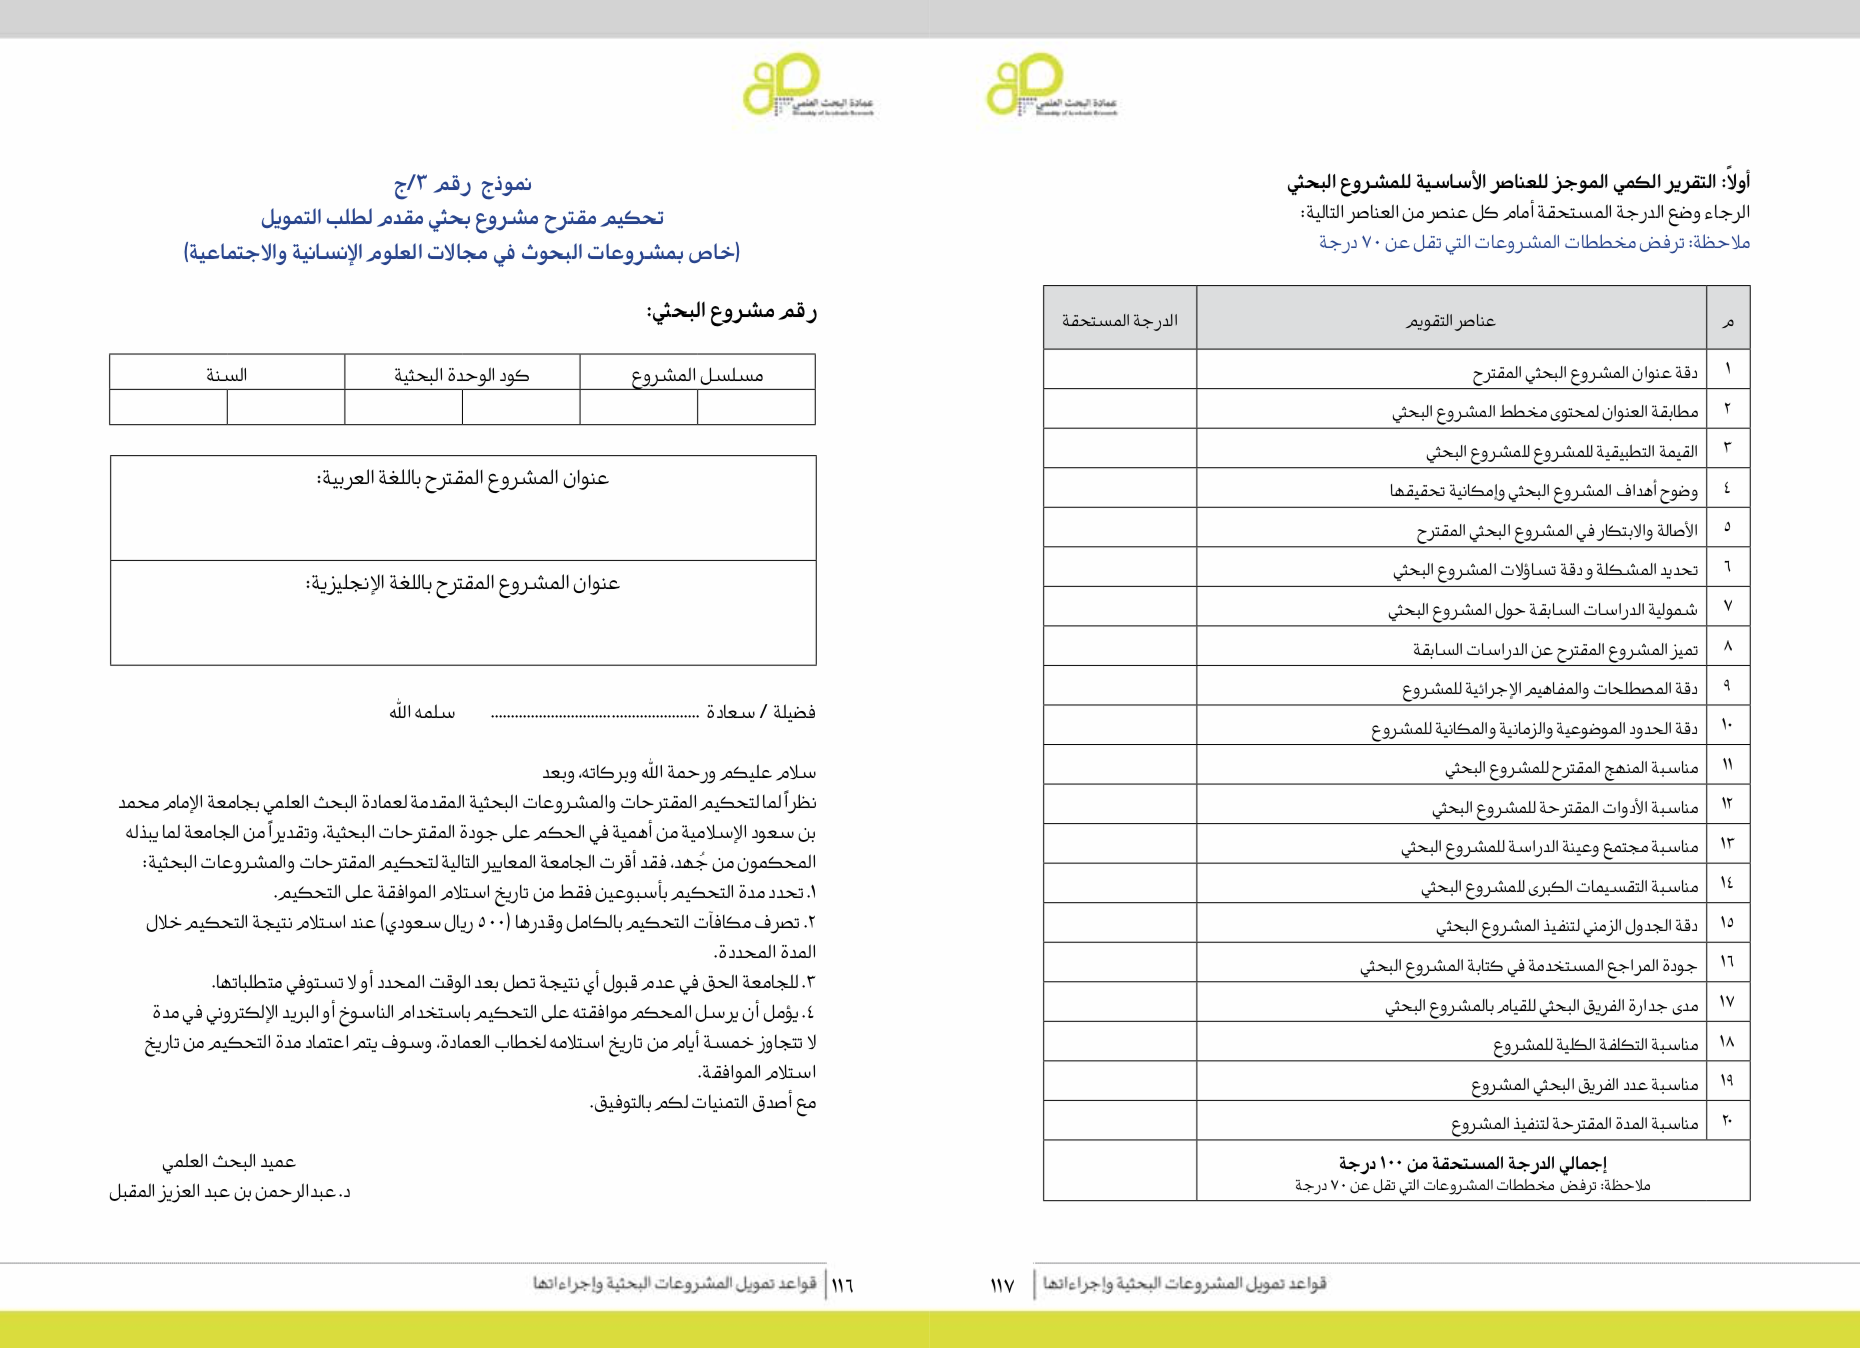 عمادة البحث العلمي
Deanship of Academic Research
نموذج رقم ٣/ج
تحكيم مقترح مشروع بحثي مقدم لطلب التمويل
(خاص بمشروعات البحوث في مجالات العلوم الإنسانية والاجتماعية)
رقم مشروع البحثي:
مسلسل المشروع كود الوحدة البحثية السنة
عنوان المشروع المقترح باللغة العربية:
عنوان المشروع المقترح باللغة الإنجليزية:
فضيلة / سعادة .................................................... سلمه الله
سلام عليكم ورحمة الله وبركاته، وبعد
نظراً لما لتحكيم المقترحات والمشروعات البحثية المقدمة لعمادة البحث العلمي بجامعة الإمام محمد
بن سعود الإسلامية من أهمية في الحكم على جودة المقترحات البحثية، وتقديراً من الجامعة لما يبذله
المحكمون من جُهد، فقد أقرت الجامعة المعايير التالية لتحكيم المقترحات والمشروعات البحثية:
١. تحدد مدة التحكيم بأسبوعين فقط من تاريخ استلام الموافقة على التحكيم.
٢. تصرف مكافآت التحكيم بالكامل وقدرها (٥٠٠ ريال سعودي) عند استلام نتيجة التحكيم خلال
المدة المحددة.
٣. للجامعة الحق في عدم قبول أي نتيجة تصل بعد الوقت المحدد أو لا تستوفي متطلباتها.
٤. يؤمل أن يرسل المحكم موافقته على التحكيم باستخدام الناسوخ أو البريد الإلكتروني في مدة
لا تتجاوز خمسة أيام من تاريخ استلامه لخطاب العمادة، وسوف يتم اعتماد مدة التحكيم من تاريخ
استلام الموافقة.
مع أصدق التمنيات لكم بالتوفيق.
عميد البحث العلمي
د. عبدالرحمن بن عبد العزيز المقبل
١١٦ قواعد تمويل المشروعات البحثية وإجراءاتها
عمادة البحث العلمي
Deanship of Academic Research
أولاً: التقرير الكمي الموجز للعناصر الأساسية للمشروع البحثي
الرجاء وضع الدرجة المستحقة أمام كل عنصر من العناصر التالية:
ملاحظة: ترفض مخططات المشروعات التي تقل عن ٧٠ درجة
م عناصر التقويم الدرجة المستحقة
١ دقة عنوان المشروع البحثي المقترح
٢ مطابقة العنوان لمحتوى مخطط المشروع البحثي
٣ القيمة التطبيقية للمشروع للمشروع البحثي
٤ وضوح أهداف المشروع البحثي وإمكانية تحقيقها
٥ الأصالة والابتكار في المشروع البحثي المقترح
٦ تحديد المشكلة و دقة تساؤلات المشروع البحثي
٧ شمولية الدراسات السابقة حول المشروع البحثي
٨ تميز المشروع المقترح عن الدراسات السابقة
٩ دقة المصطلحات والمفاهيم الإجرائية للمشروع
١٠ دقة الحدود الموضوعية والزمانية والمكانية للمشروع
١١ مناسبة المنهج المقترح للمشروع البحثي
١٢ مناسبة الأدوات المقترحة للمشروع البحثي
١٣ مناسبة مجتمع وعينة الدراسة للمشروع البحثي
١٤ مناسبة التقسيمات الكبرى للمشروع البحثي
١٥ دقة الجدول الزمني لتنفيذ المشروع البحثي
١٦ جودة المراجع المستخدمة في كتابة المشروع البحثي
١٧ مدى جدارة الفريق البحثي للقيام بالمشروع البحثي
١٨ مناسبة التكلفة الكلية للمشروع
١٩ مناسبة عدد الفريق البحثي المشروع
٢٠ مناسبة المدة المقترحة لتنفيذ المشروع
إجمالي الدرجة المستحقة من ١٠٠ درجة
ملاحظة: ترفض مخططات المشروعات التي تقل عن ٧٠ درجة
قواعد تمويل المشروعات البحثية وإجراءاتها ١١٧